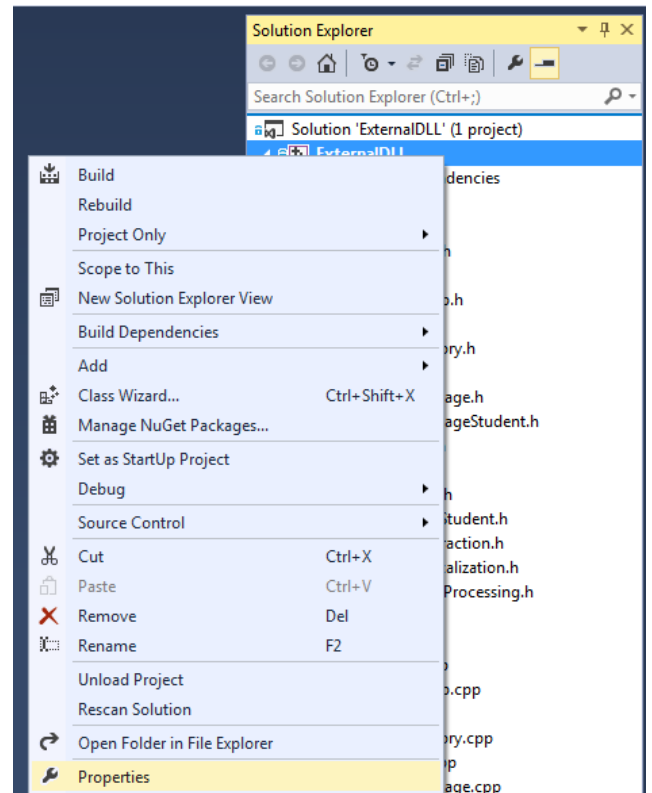 Solution Explorer
Search Solution Explorer (Ctrl+;)
Solution 'ExternalDLL' (1 project)
ExternalDLL
Build
dencies
Rebuild
Project Only
Scope to This
New Solution Explorer View
.h
Build Dependencies
ory.h
Add
Class Wizard... Ctrl+Shift+X
age.h
Manage NuGet Packages...
ageStudent.h
Set as StartUp Project
Debug
h
Source Control
Student.h
Cut Ctrl+X
action.h
alization.h
Paste Ctrl+V
Processing.h
Remove Del
Rename F2
Unload Project
.cpp
Rescan Solution
Open Folder in File Explorer
ory.cpp
Properties
age.cpp